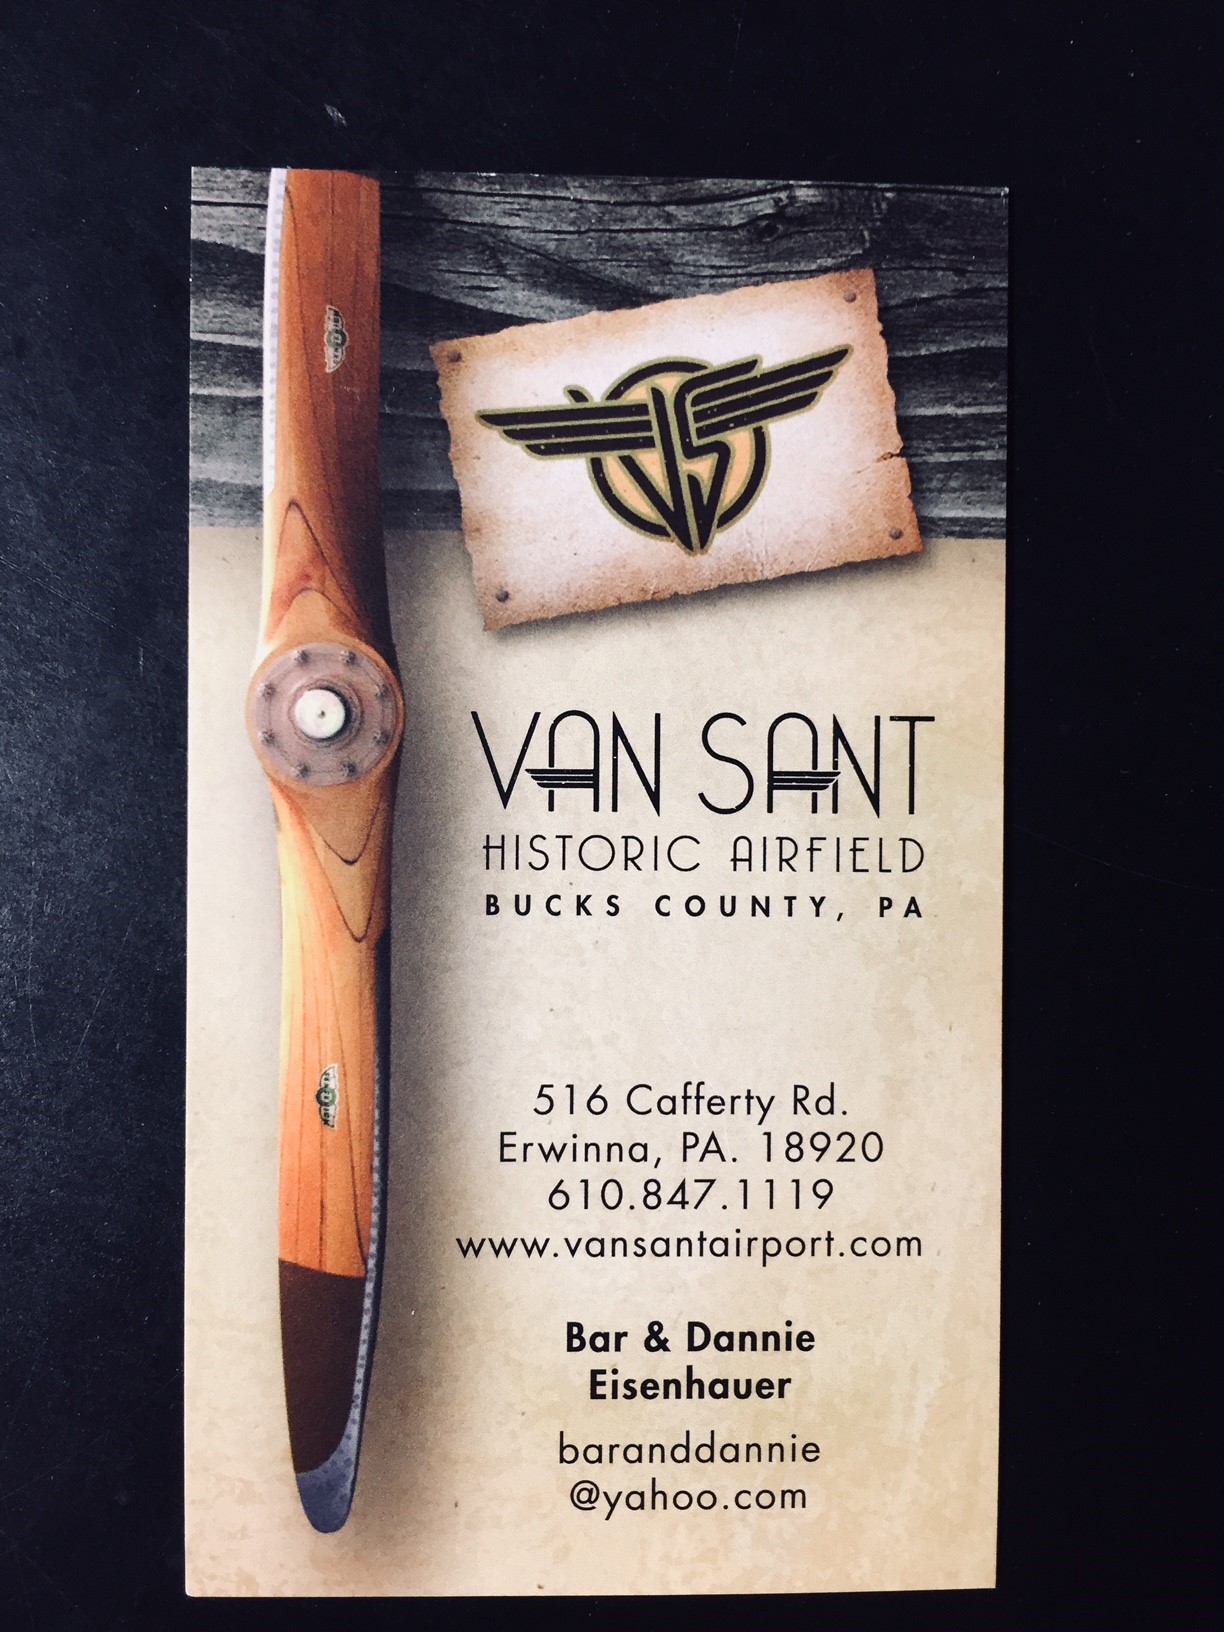 VS
VAN SANT
HISTORIC AIRFIELD
BUCKS COUNTY, PA
516 Cafferty Rd.
Erwinna, PA. 18920
610.847.1119
www.vansantairport.com
Bar & Dannie
Eisenhauer
baranddannie
@yahoo.com